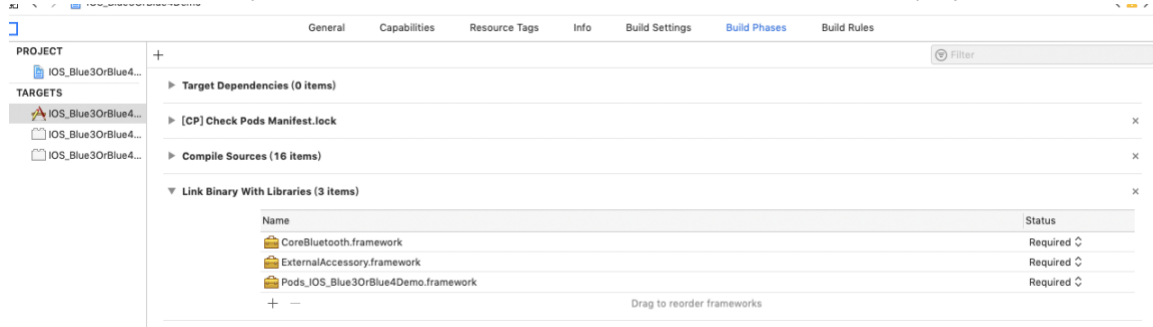 IOS_Blue3OrBlue4Demo
General Capabilities Resource Tags Info Build Settings Build Phases Build Rules
PROJECT
Filter
IOS_Blue3OrBlue4...
TARGETS
Target Dependencies (0 items)
IOS_Blue3OrBlue4...
[CP] Check Pods Manifest.lock
IOS_Blue3OrBlue4...
IOS_Blue3OrBlue4...
Compile Sources (16 items)
Link Binary With Libraries (3 items)
Name Status
CoreBluetooth.framework Required
ExternalAccessory.framework Required
Pods_IOS_Blue3OrBlue4Demo.framework Required
Drag to reorder frameworks